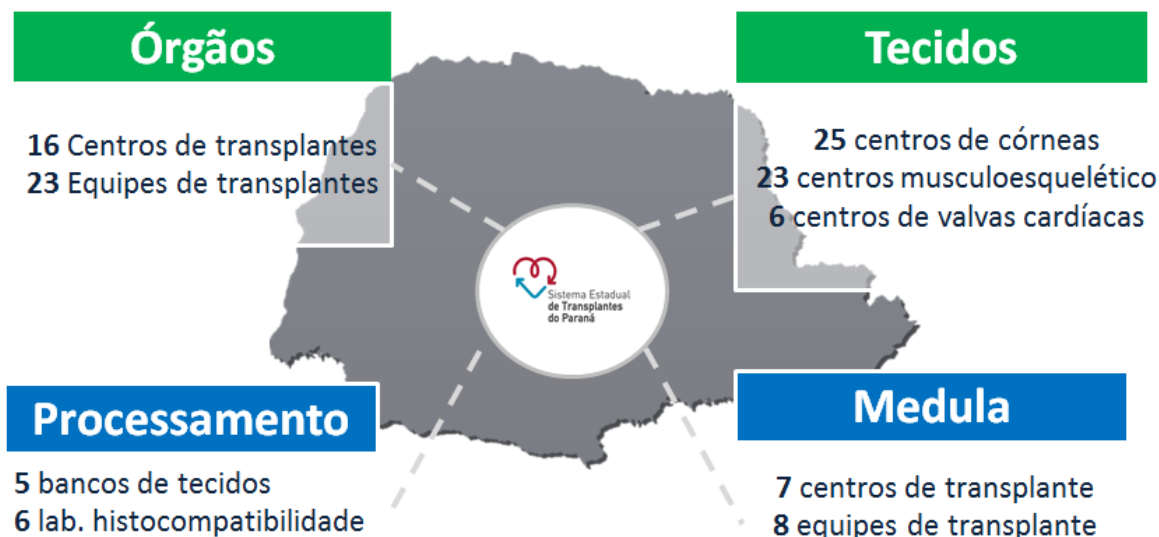 Órgãos
16 Centros de transplantes
23 Equipes de transplantes
Tecidos
25 centros de córneas
23 centros musculoesquelético
6 centros de valvas cardíacas
Sistema Estadual
de Transplantes
do Paraná
Processamento
5 bancos de tecidos
6 lab. histocompatibilidade
Medula
7 centros de transplante
8 equipes de transplante